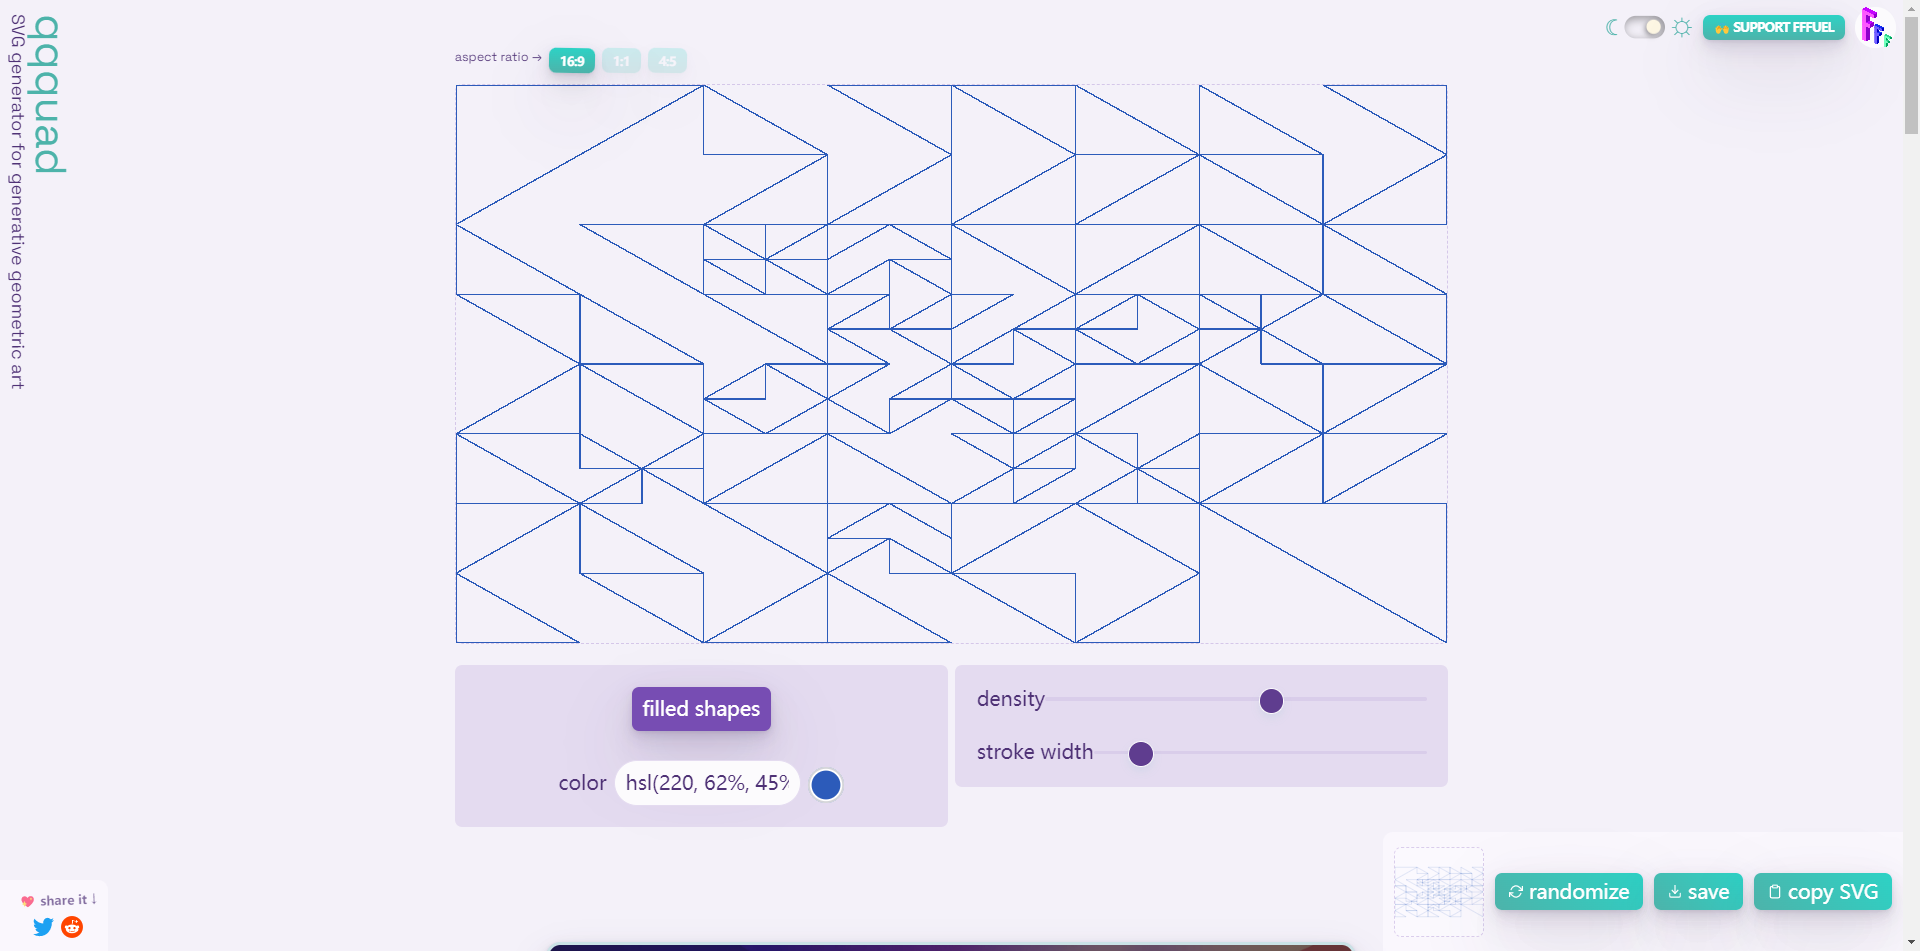 qqquad
SVG generator for generative geometric art
aspect ratio →
16:9
1:1
4:5
🙌 SUPPORT FFFUEL
FFF
filled shapes
color
hsl(220, 62%, 45%
density
stroke width
💖 share it ↓
randomize
save
copy SVG